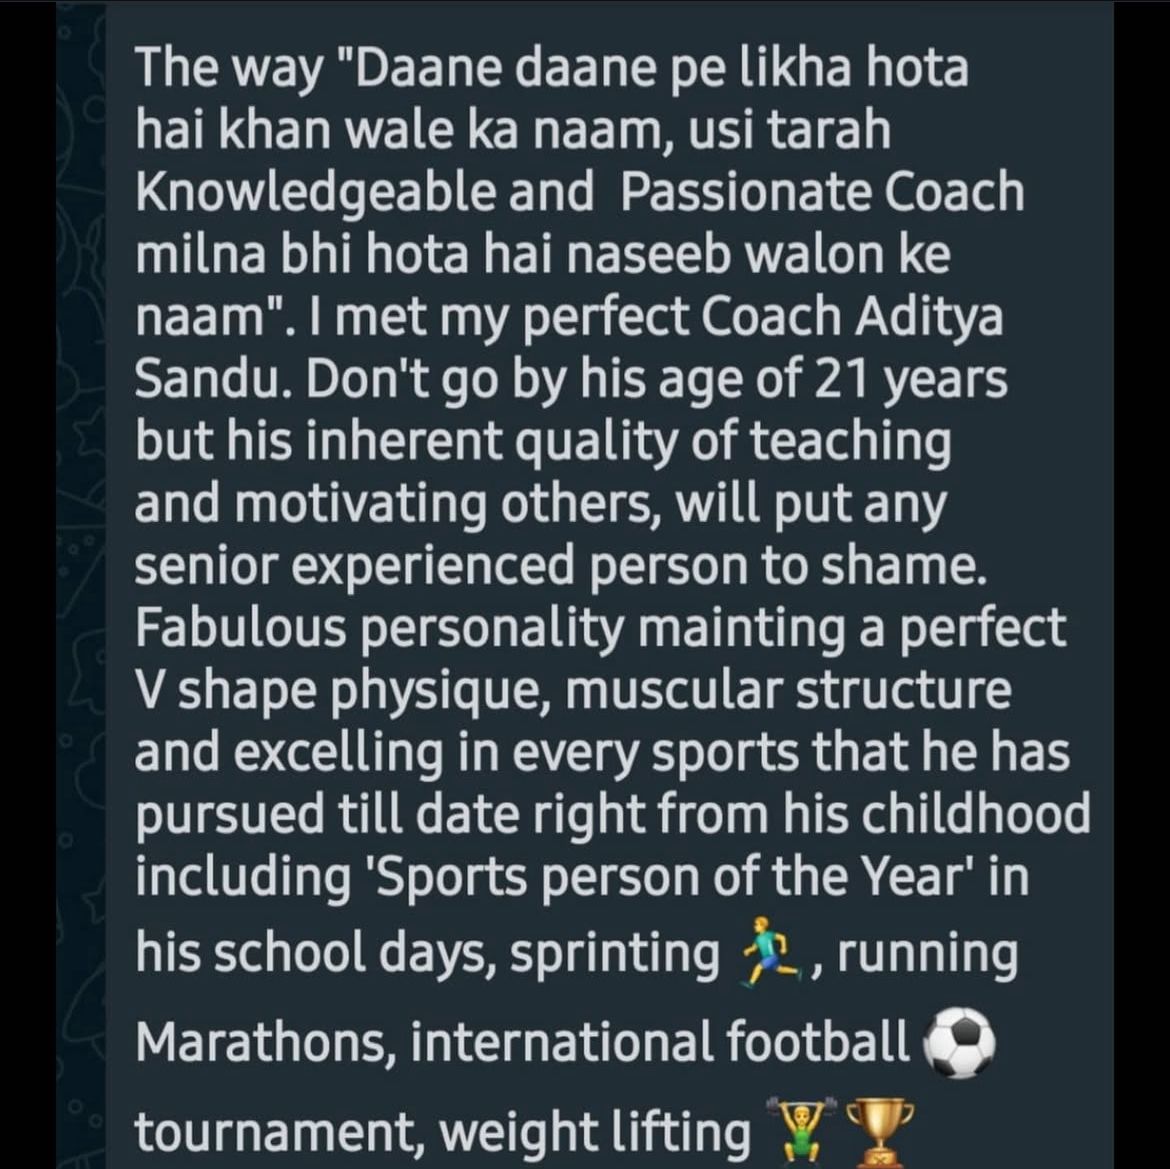 The way "Daane daane pe likha hota
hai khan wale ka naam, usi tarah
Knowledgeable and  Passionate Coach
milna bhi hota hai naseeb walon ke
naam". I met my perfect Coach Aditya
Sandu. Don't go by his age of 21 years
but his inherent quality of teaching
and motivating others, will put any
senior experienced person to shame.
Fabulous personality mainting a perfect
V shape physique, muscular structure
and excelling in every sports that he has
pursued till date right from his childhood
including 'Sports person of the Year' in
his school days, sprinting 🏃‍♂️, running
Marathons, international football ⚽
tournament, weight lifting 🏋️‍♂️🏆